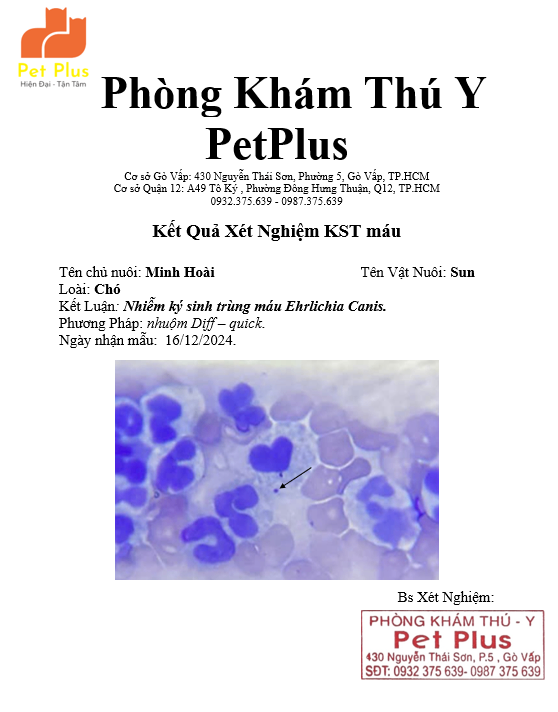 Pet Plus
Hiện Đại - Tận Tâm
Phòng Khám Thú Y
PetPlus
Cơ sở Gò Vấp: 430 Nguyễn Thái Sơn, Phường 5, Gò Vấp, TP.HCM
Cơ sở Quận 12: A49 Tô Ký , Phường Đông Hưng Thuận, Q12, TP.HCM
0932.375.639 - 0987.375.639
Kết Quả Xét Nghiệm KST máu
Tên chủ nuôi: Minh Hoài Tên Vật Nuôi: Sun
Loài: Chó
Kết Luận: Nhiễm ký sinh trùng máu Ehrlichia Canis.
Phương Pháp: nhuộm Diff – quick.
Ngày nhận mẫu: 16/12/2024.
Bs Xét Nghiệm:
PHÒNG KHÁM THÚ - Y
Pet Plus
430 Nguyễn Thái Sơn, P.5 , Gò Vấp
SĐT: 0932 375 639- 0987 375 639